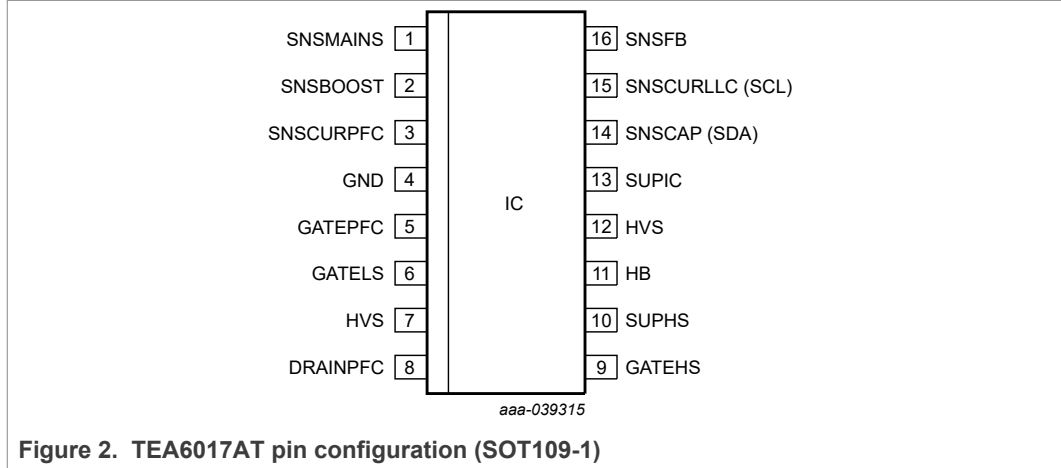 SNSMAINS 1 16 SNSFB
SNSBOOST 2 15 SNSCURLLC (SCL)
SNSCURPFC 3 14 SNSCAP (SDA)
GND 4 13 SUPIC
IC
GATEPFC 5 12 HVS
GATELS 6 11 HB
HVS 7 10 SUPHS
DRAINPFC 8 9 GATEHS
aaa-039315
Figure 2. TEA6017AT pin configuration (SOT109-1)